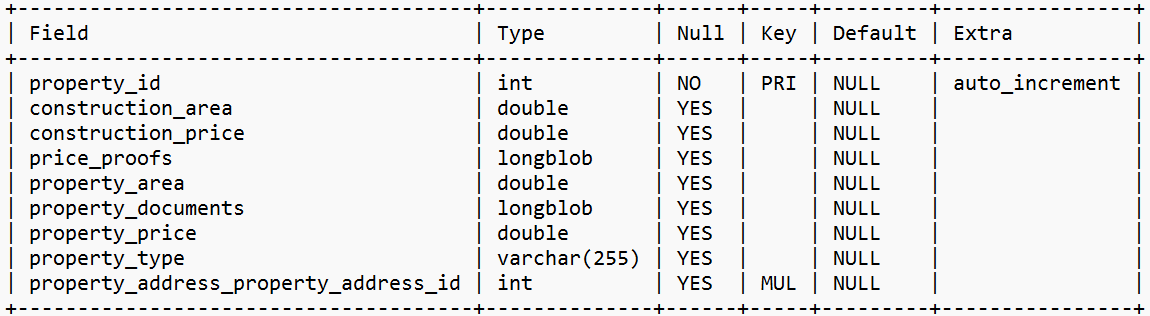 +-------------------------------------+--------------+------+-----+---------+----------------+
| Field                               | Type         | Null | Key | Default | Extra          |
+-------------------------------------+--------------+------+-----+---------+----------------+
| property_id                         | int          | NO   | PRI | NULL    | auto_increment |
| construction_area                   | double       | YES  |     | NULL    |                |
| construction_price                  | double       | YES  |     | NULL    |                |
| price_proofs                        | longblob     | YES  |     | NULL    |                |
| property_area                       | double       | YES  |     | NULL    |                |
| property_documents                  | longblob     | YES  |     | NULL    |                |
| property_price                      | double       | YES  |     | NULL    |                |
| property_type                       | varchar(255) | YES  |     | NULL    |                |
| property_address_property_address_id | int          | YES  | MUL | NULL    |                |
+-------------------------------------+--------------+------+-----+---------+----------------+